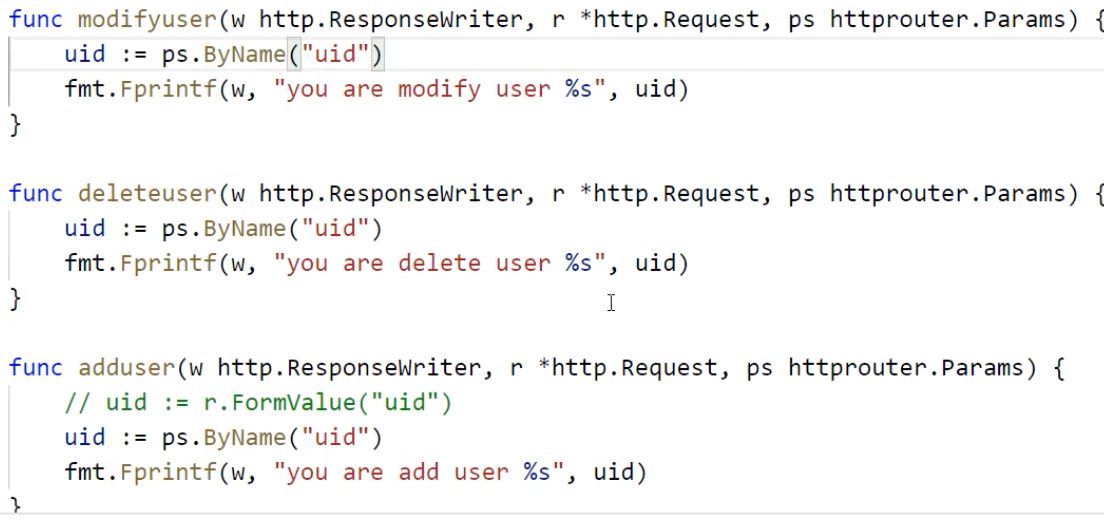 func modifyuser(w http.ResponseWriter, r *http.Request, ps httprouter.Params) {
    uid := ps.ByName("uid")
    fmt.Fprintf(w, "you are modify user %s", uid)
}

func deleteuser(w http.ResponseWriter, r *http.Request, ps httprouter.Params) {
    uid := ps.ByName("uid")
    fmt.Fprintf(w, "you are delete user %s", uid)
}

func adduser(w http.ResponseWriter, r *http.Request, ps httprouter.Params) {
    // uid := r.FormValue("uid")
    uid := ps.ByName("uid")
    fmt.Fprintf(w, "you are add user %s", uid)
}